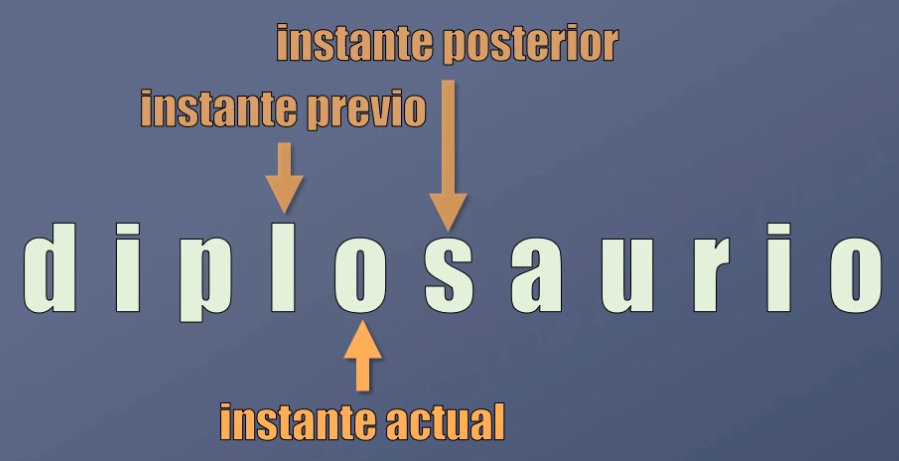 instante posterior
instante previo
d i p l o s a u r i o
instante actual